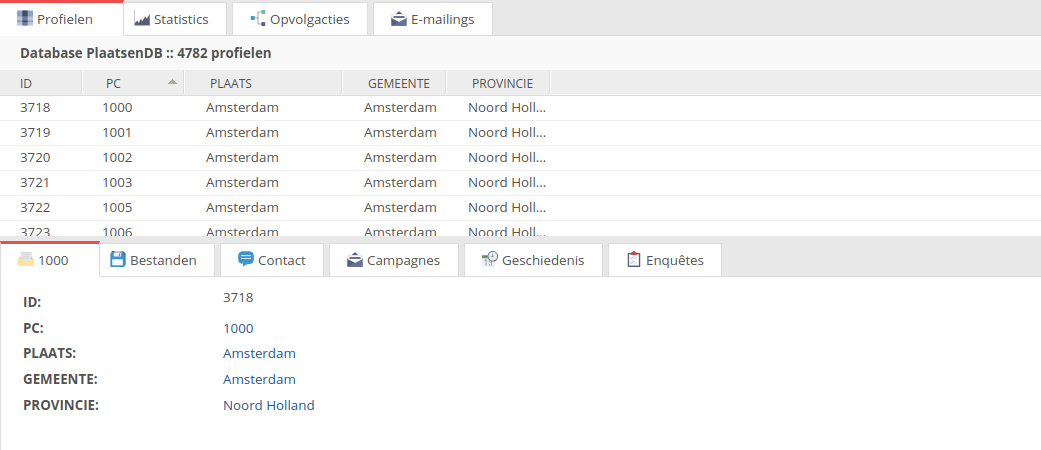 Profielen Statistics Opvolgacties E-mailings
Database PlaatsenDB :: 4782 profielen
ID PC PLAATS GEMEENTE PROVINCIE
3718 1000 Amsterdam Amsterdam Noord Holl...
3719 1001 Amsterdam Amsterdam Noord Holl...
3720 1002 Amsterdam Amsterdam Noord Holl...
3721 1003 Amsterdam Amsterdam Noord Holl...
3722 1005 Amsterdam Amsterdam Noord Holl...
3723 1006 Amsterdam Amsterdam Noord Holl...
1000 Bestanden Contact Campagnes Geschiedenis Enquêtes
ID: 3718
PC: 1000
PLAATS: Amsterdam
GEMEENTE: Amsterdam
PROVINCIE: Noord Holland